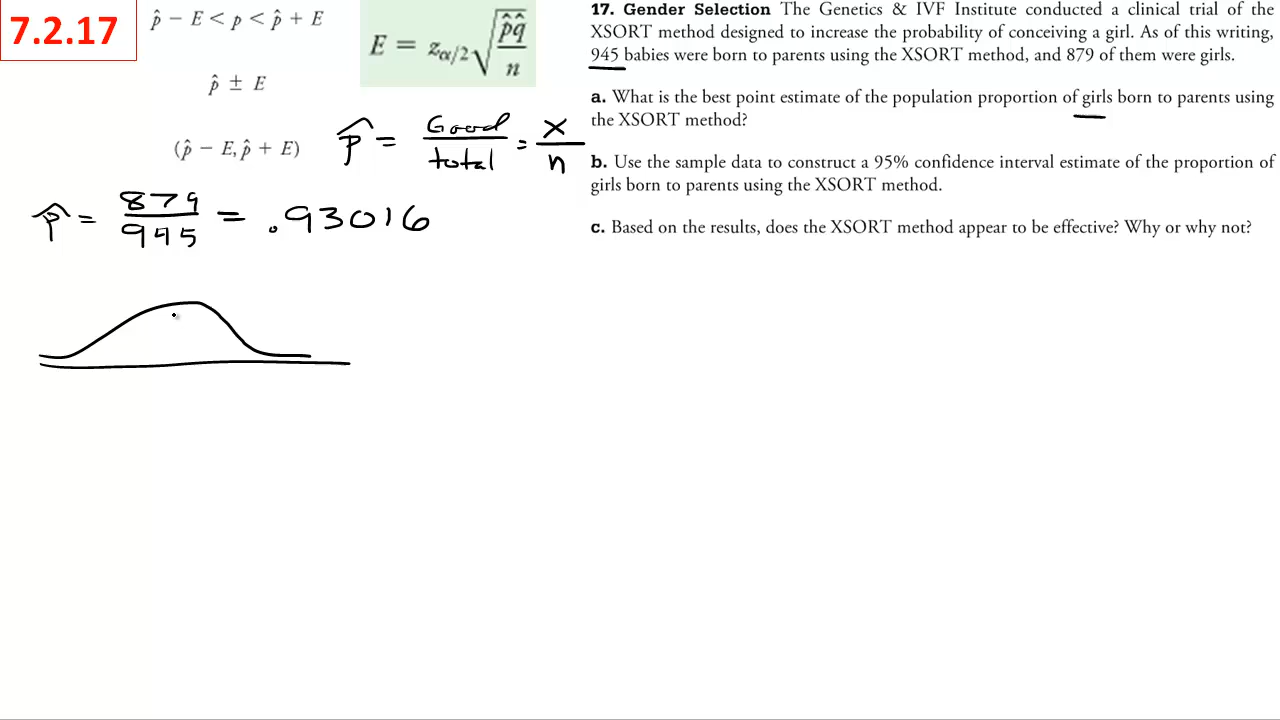 7.2.17
p̂ − E < p < p̂ + E
p̂ ± E
(p̂ − E, p̂ + E)
E = z_{α/2} √(p̂q̂/n)
p̂ = Good/total = x/n
p̂ = 879/945 = .93016
17. Gender Selection The Genetics & IVF Institute conducted a clinical trial of the
XSORT method designed to increase the probability of conceiving a girl. As of this writing,
945 babies were born to parents using the XSORT method, and 879 of them were girls.
a. What is the best point estimate of the population proportion of girls born to parents using
the XSORT method?
b. Use the sample data to construct a 95% confidence interval estimate of the proportion of
girls born to parents using the XSORT method.
c. Based on the results, does the XSORT method appear to be effective? Why or why not?